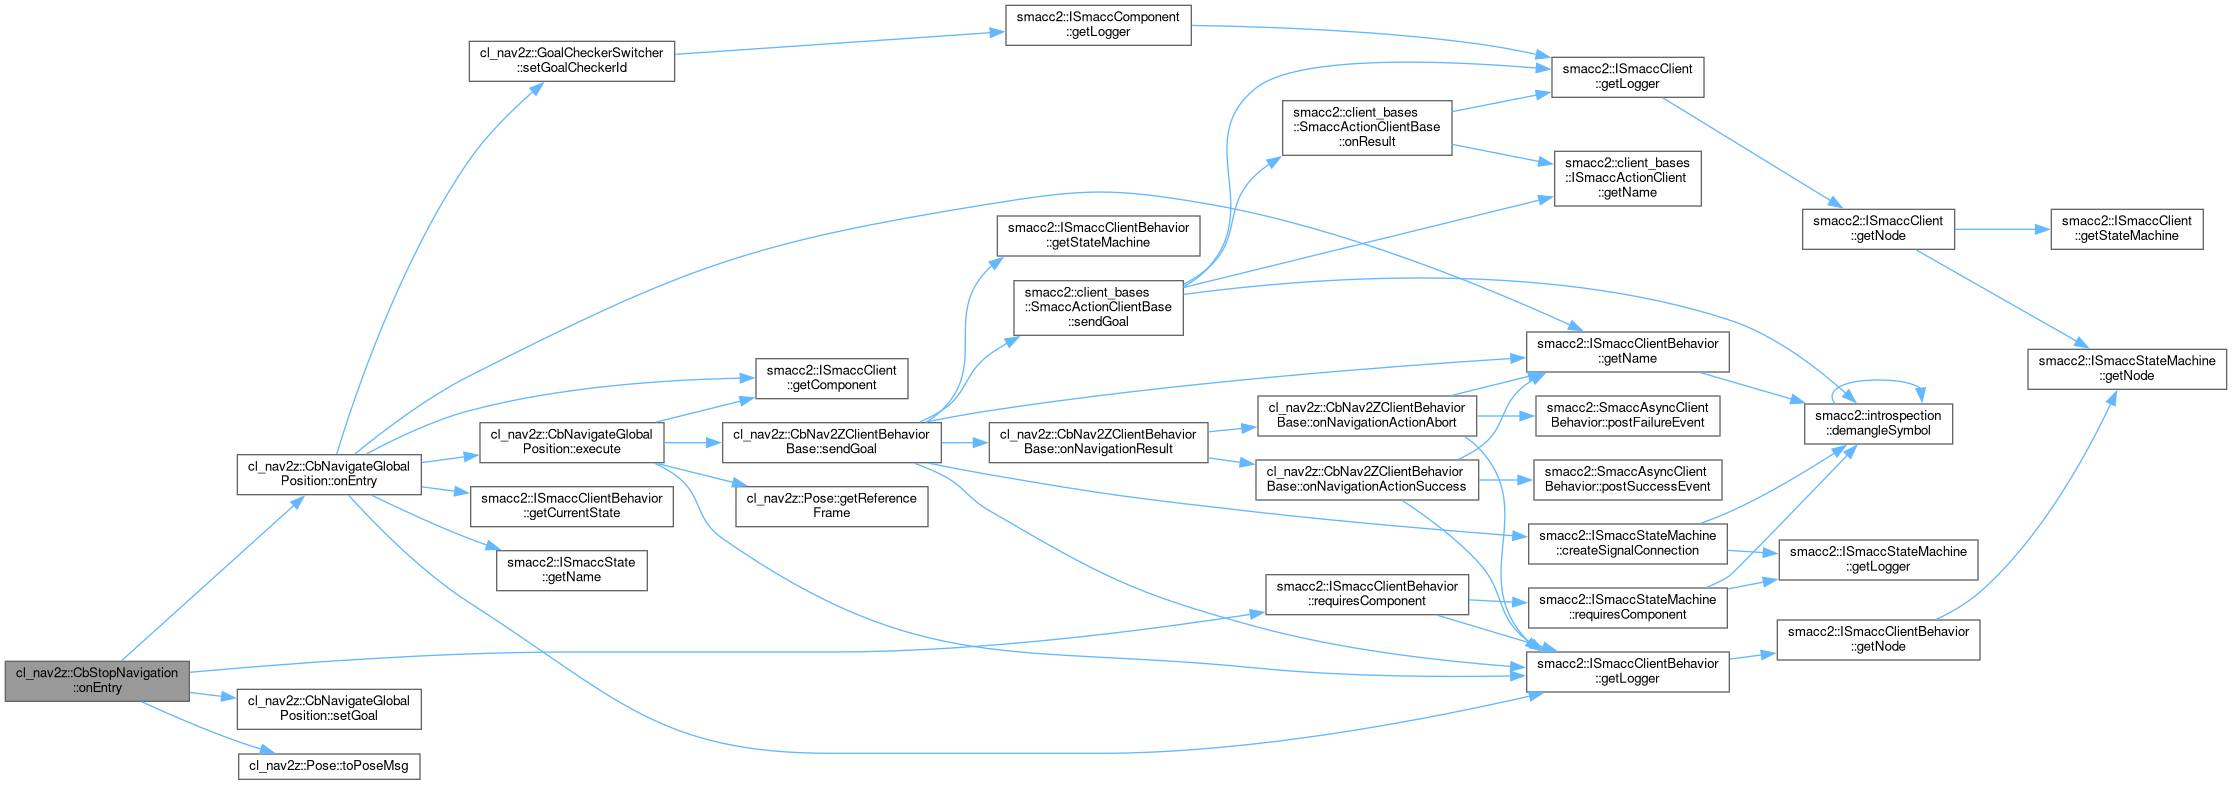 smacc2::ISmaccComponent
::getLogger
cl_nav2z::GoalCheckerSwitcher
::setGoalCheckerId
smacc2::ISmaccClient
::getLogger
smacc2::client_bases
::SmaccActionClientBase
::onResult
smacc2::client_bases
::ISmaccActionClient
::getName
smacc2::ISmaccClientBehavior
::getStateMachine
smacc2::ISmaccClient
::getNode
smacc2::ISmaccClient
::getStateMachine
smacc2::client_bases
::SmaccActionClientBase
::sendGoal
smacc2::ISmaccClientBehavior
::getName
smacc2::ISmaccStateMachine
::getNode
smacc2::ISmaccClient
::getComponent
cl_nav2z::CbNavigateGlobal
Position::execute
cl_nav2z::CbNav2ZClientBehavior
Base::sendGoal
cl_nav2z::CbNav2ZClientBehavior
Base::onNavigationResult
cl_nav2z::CbNav2ZClientBehavior
Base::onNavigationActionAbort
smacc2::SmaccAsyncClient
Behavior::postFailureEvent
smacc2::introspection
::demangleSymbol
cl_nav2z::CbNavigateGlobal
Position::onEntry
cl_nav2z::CbNav2ZClientBehavior
Base::onNavigationActionSuccess
smacc2::SmaccAsyncClient
Behavior::postSuccessEvent
smacc2::ISmaccClientBehavior
::getCurrentState
cl_nav2z::Pose::getReference
Frame
smacc2::ISmaccState
::getName
smacc2::ISmaccStateMachine
::createSignalConnection
smacc2::ISmaccStateMachine
::getLogger
smacc2::ISmaccClientBehavior
::requiresComponent
smacc2::ISmaccStateMachine
::requiresComponent
smacc2::ISmaccClientBehavior
::getNode
cl_nav2z::CbStopNavigation
::onEntry
smacc2::ISmaccClientBehavior
::getLogger
cl_nav2z::CbNavigateGlobal
Position::setGoal
cl_nav2z::Pose::toPoseMsg